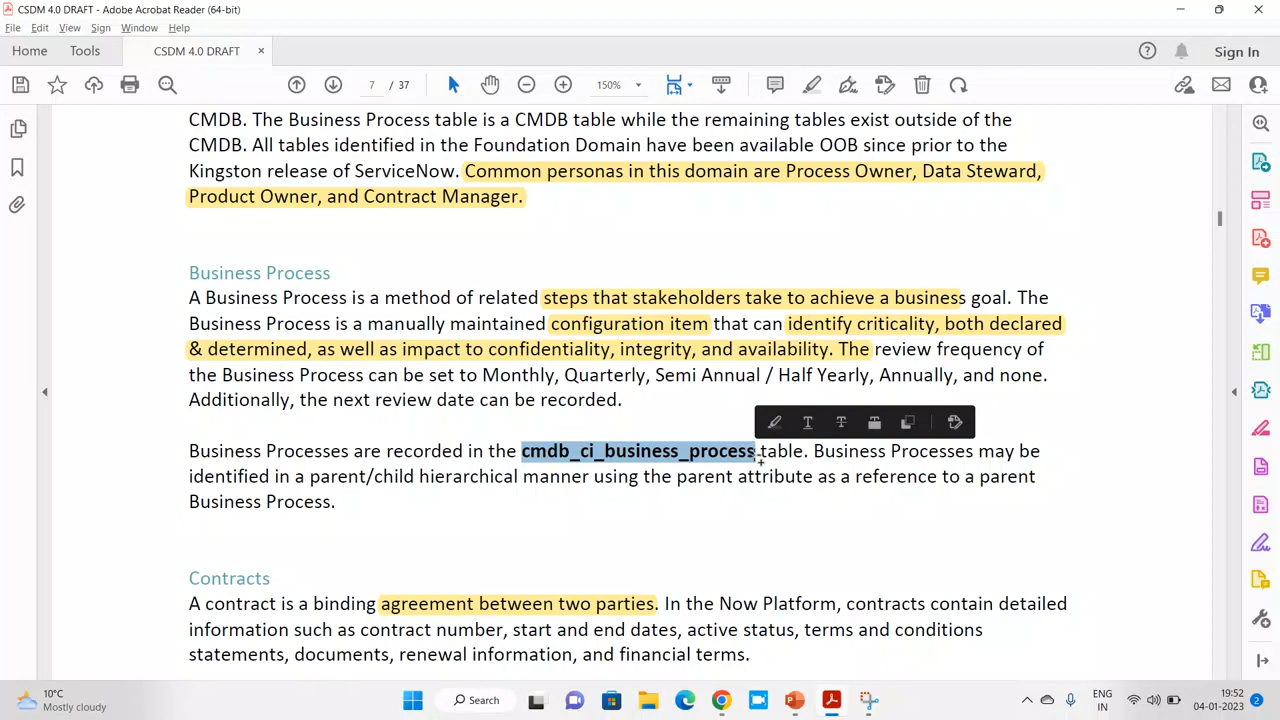 CSDM 4.0 DRAFT - Adobe Acrobat Reader (64-bit)
File Edit View Sign Window Help
Home Tools CSDM 4.0 DRAFT × Sign In
7 / 37 150%
CMDB. The Business Process table is a CMDB table while the remaining tables exist outside of the
CMDB. All tables identified in the Foundation Domain have been available OOB since prior to the
Kingston release of ServiceNow. Common personas in this domain are Process Owner, Data Steward,
Product Owner, and Contract Manager.
Business Process
A Business Process is a method of related steps that stakeholders take to achieve a business goal. The
Business Process is a manually maintained configuration item that can identify criticality, both declared
& determined, as well as impact to confidentiality, integrity, and availability. The review frequency of
the Business Process can be set to Monthly, Quarterly, Semi Annual / Half Yearly, Annually, and none.
Additionally, the next review date can be recorded.
Business Processes are recorded in the cmdb_ci_business_process table. Business Processes may be
identified in a parent/child hierarchical manner using the parent attribute as a reference to a parent
Business Process.
Contracts
A contract is a binding agreement between two parties. In the Now Platform, contracts contain detailed
information such as contract number, start and end dates, active status, terms and conditions
statements, documents, renewal information, and financial terms.
10°C
Mostly cloudy
Search
ENG
IN
19:52
04-01-2023
2